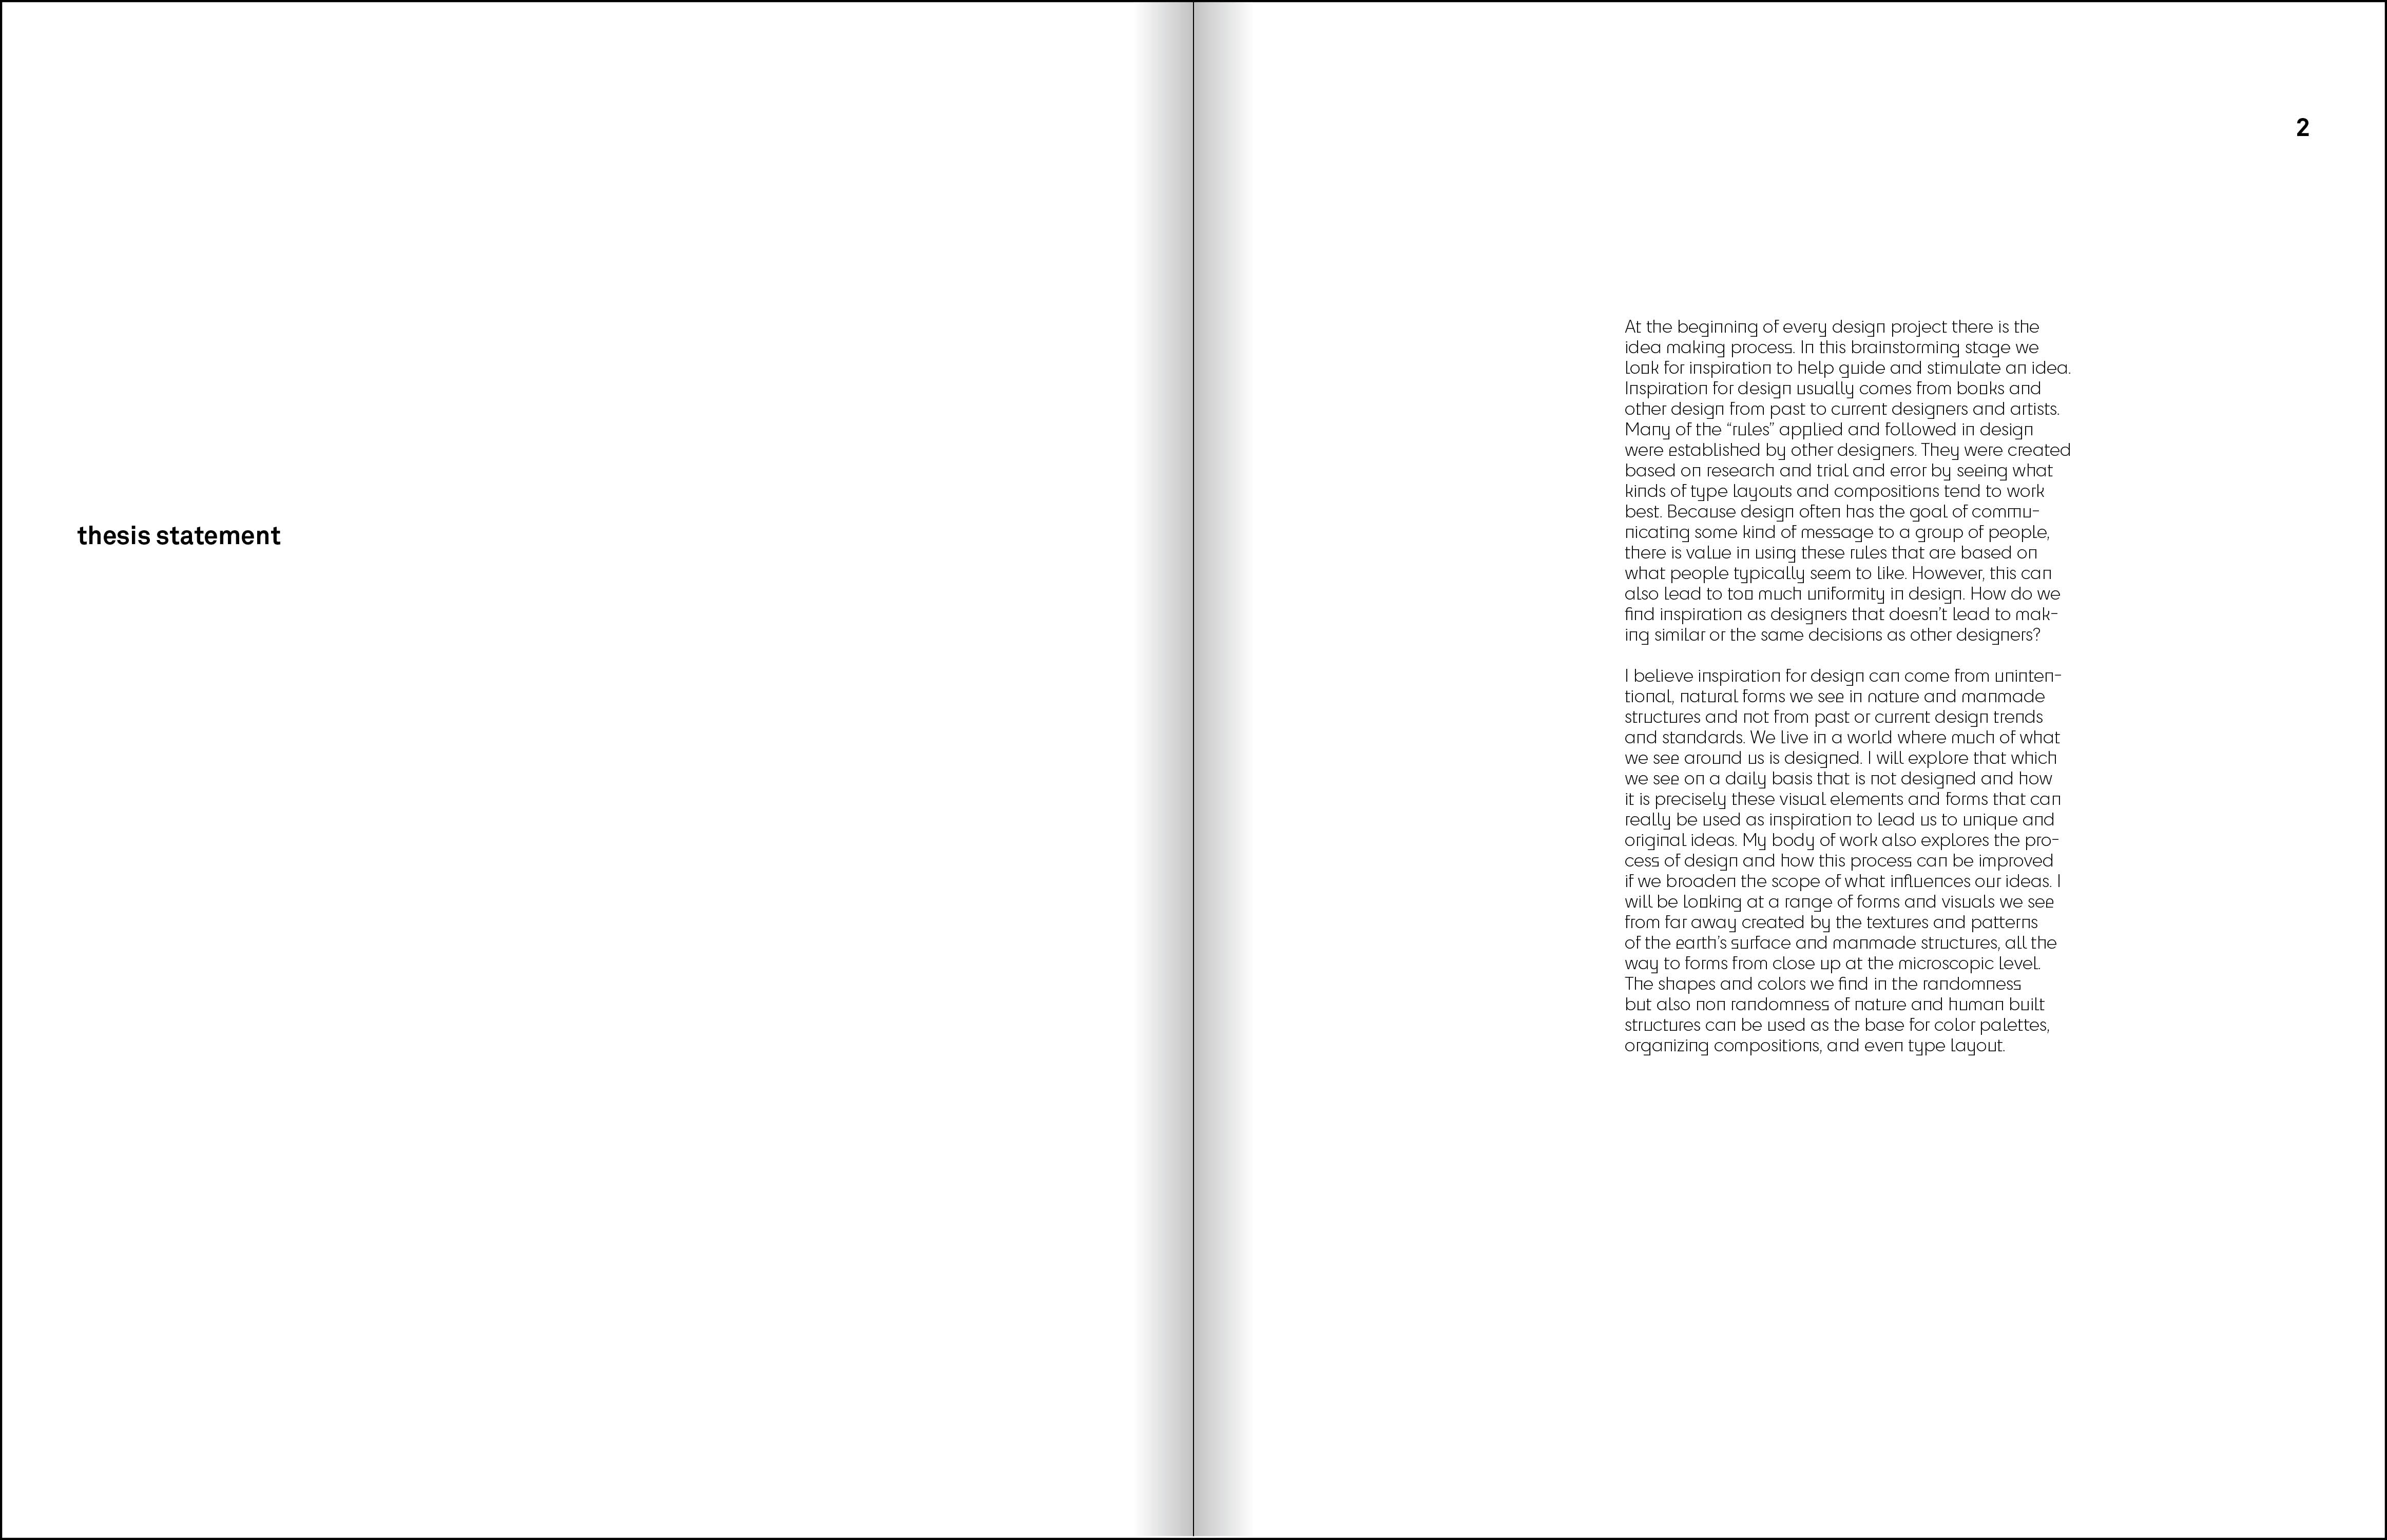 thesis statement
2
At the beginning of every design project there is the
idea making process. In this brainstorming stage we
look for inspiration to help guide and stimulate an idea.
Inspiration for design usually comes from books and
other design from past to current designers and artists.
Many of the “rules” applied and followed in design
were established by other designers. They were created
based on research and trial and error by seeing what
kinds of type layouts and compositions tend to work
best. Because design often has the goal of commu-
nicating some kind of message to a group of people,
there is value in using these rules that are based on
what people typically seem to like. However, this can
also lead to too much uniformity in design. How do we
find inspiration as designers that doesn’t lead to mak-
ing similar or the same decisions as other designers?
I believe inspiration for design can come from uninten-
tional, natural forms we see in nature and manmade
structures and not from past or current design trends
and standards. We live in a world where much of what
we see around us is designed. I will explore that which
we see on a daily basis that is not designed and how
it is precisely these visual elements and forms that can
really be used as inspiration to lead us to unique and
original ideas. My body of work also explores the pro-
cess of design and how this process can be improved
if we broaden the scope of what influences our ideas. I
will be looking at a range of forms and visuals we see
from far away created by the textures and patterns
of the earth’s surface and manmade structures, all the
way to forms from close up at the microscopic level.
The shapes and colors we find in the randomness
but also non randomness of nature and human built
structures can be used as the base for color palettes,
organizing compositions, and even type layout.